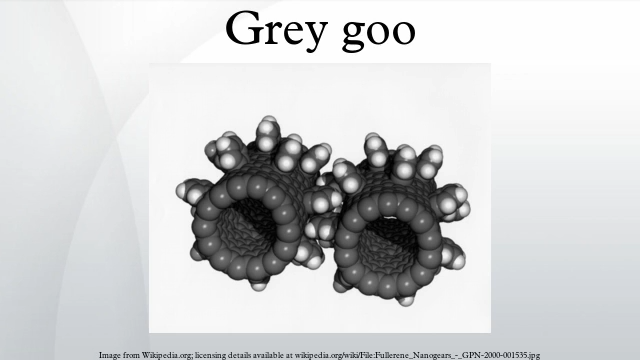 Grey goo
Image from Wikipedia.org; licensing details available at wikipedia.org/wiki/File:Fullerene_Nanogears_-_GPN-2000-001535.jpg